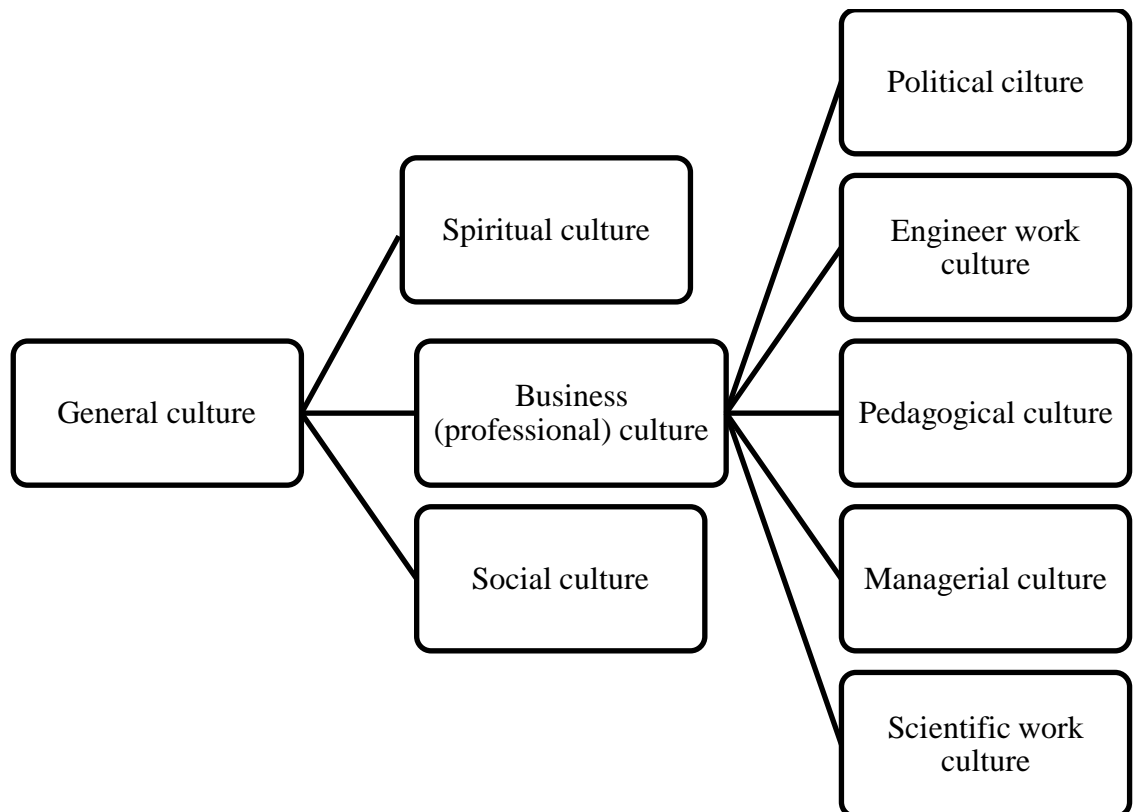 General culture
Spiritual culture
Business
(professional) culture
Social culture
Political cilture
Engineer work
culture
Pedagogical culture
Managerial culture
Scientific work
culture